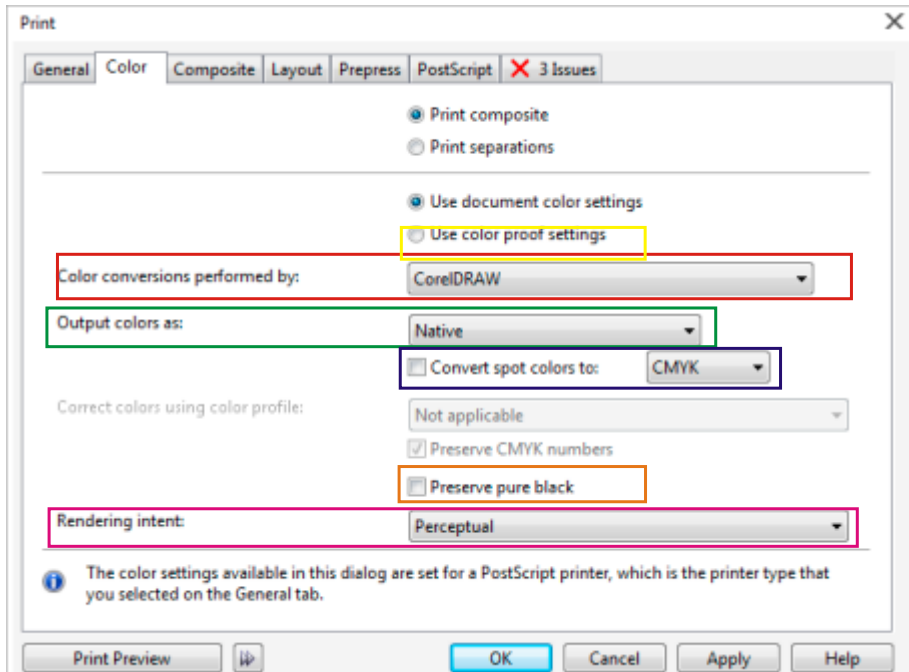 Print
General Color Composite Layout Prepress PostScript 3 Issues
Print composite
Print separations
Use document color settings
Use color proof settings
Color conversions performed by: CorelDRAW
Output colors as: Native
Convert spot colors to: CMYK
Correct colors using color profile: Not applicable
Preserve CMYK numbers
Preserve pure black
Rendering intent: Perceptual
The color settings available in this dialog are set for a PostScript printer, which is the printer type that
you selected on the General tab.
Print Preview OK Cancel Apply Help